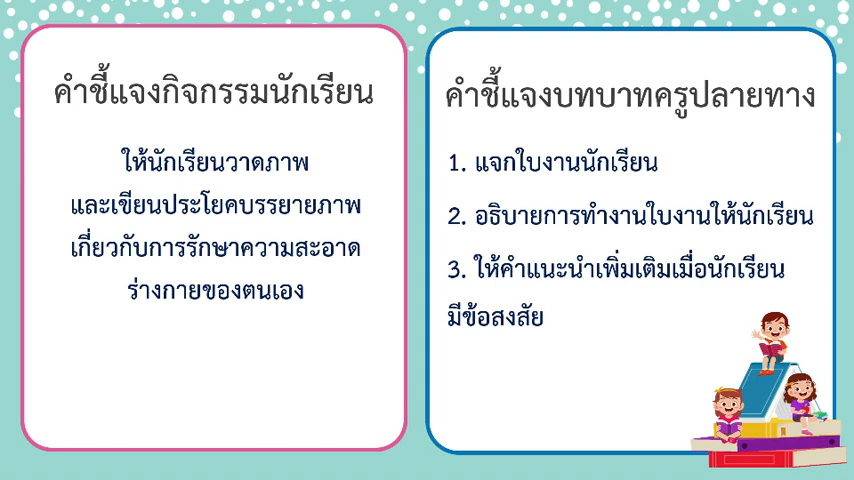 คำชี้แจงกิจกรรมนักเรียน
ให้นักเรียนวาดภาพ
และเขียนประโยคบรรยายภาพ
เกี่ยวกับการรักษาความสะอาด
ร่างกายของตนเอง
คำชี้แจงบทบาทครูปลายทาง
1. แจกใบงานนักเรียน
2. อธิบายการทำงานใบงานให้นักเรียน
3. ให้คำแนะนำเพิ่มเติมเมื่อนักเรียน
มีข้อสงสัย